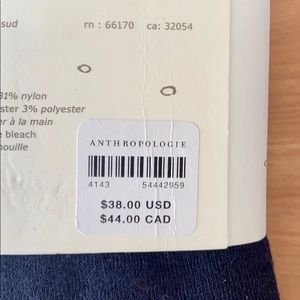 sud
rn : 66170 ca: 32054
81% nylon
ster 3% polyester
er à la main
e bleach
nouille
ANTHROPOLOGIE
4143 54442959
$38.00 USD
$44.00 CAD